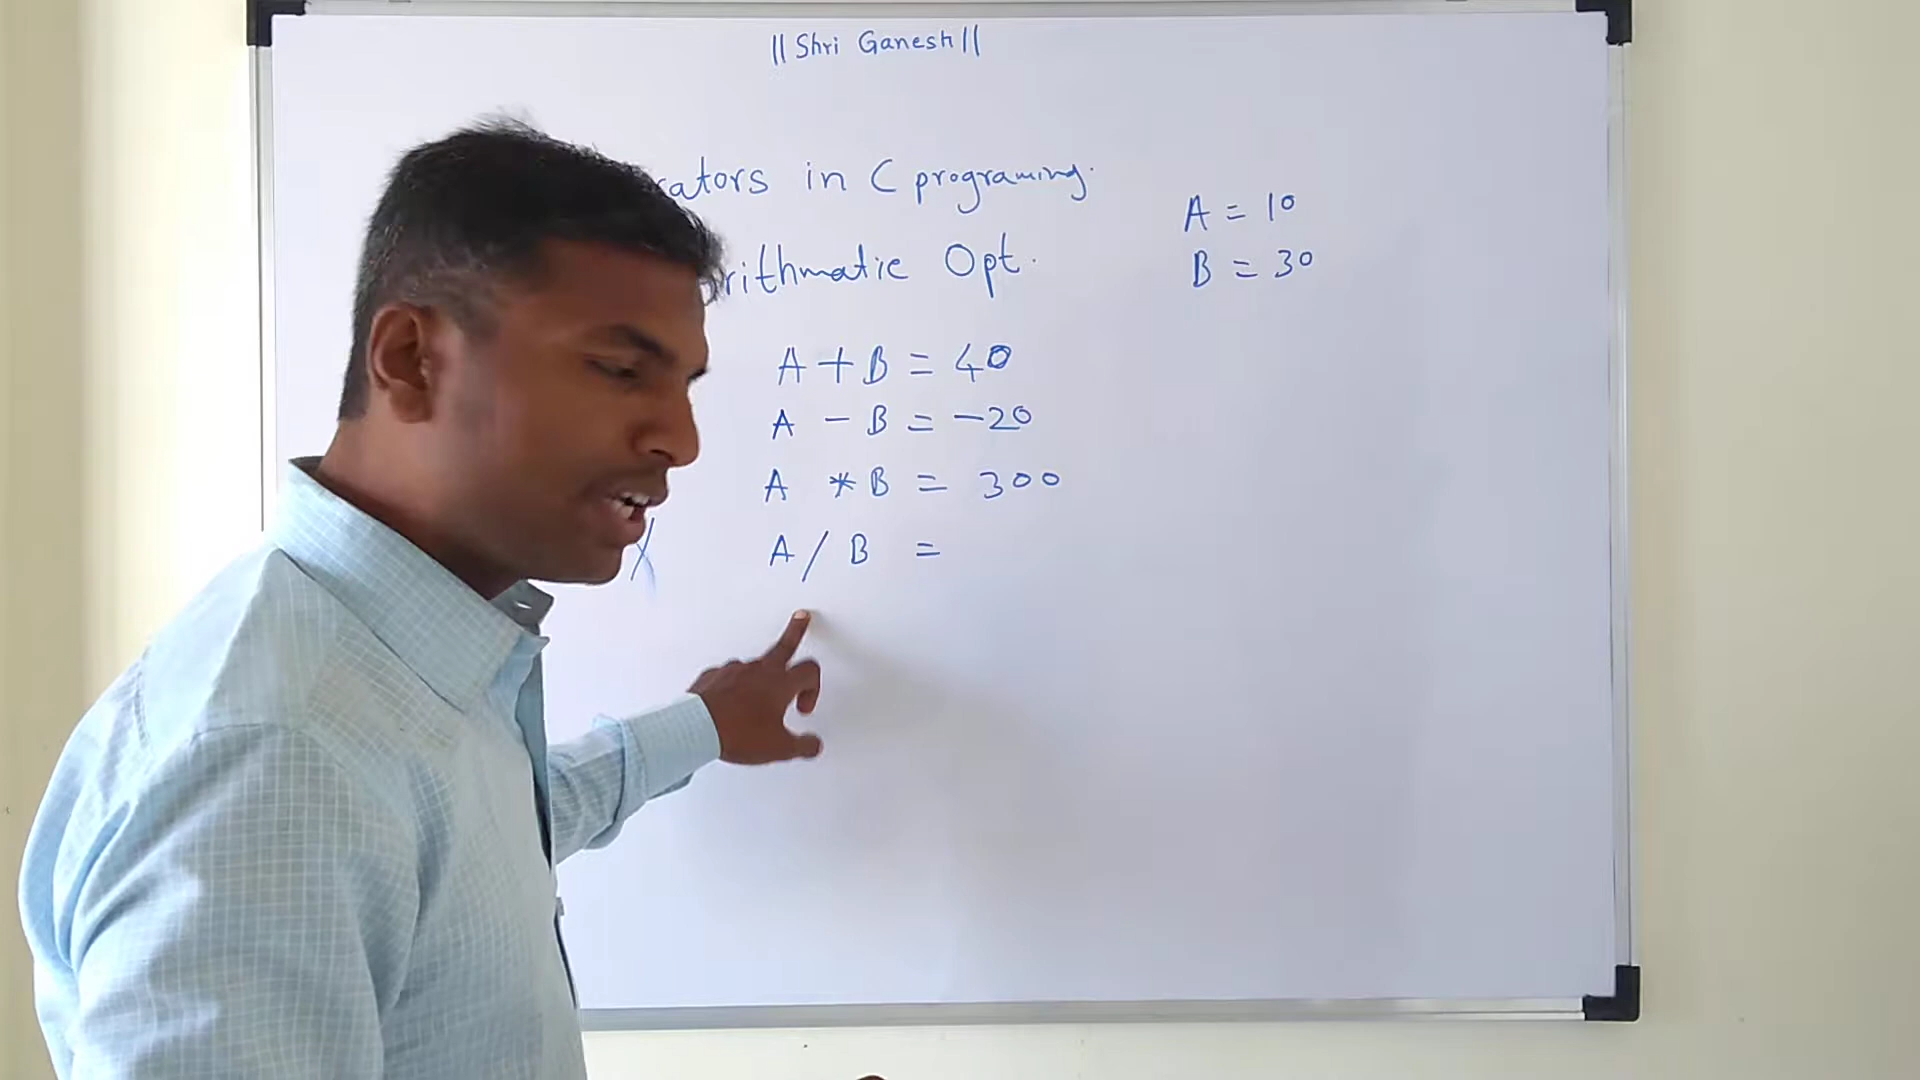 || Shri Ganesh ||
rators in C programing.
A = 10
rithmatic Opt.
B = 30
A + B = 40
A - B = -20
A * B = 300
A / B =